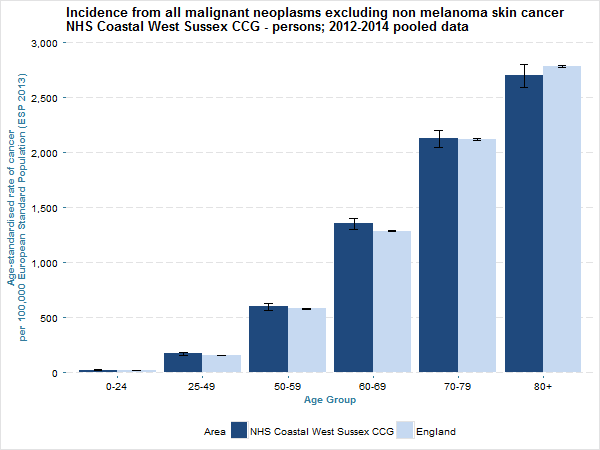 Incidence from all malignant neoplasms excluding non melanoma skin cancer
NHS Coastal West Sussex CCG - persons; 2012-2014 pooled data
Age-standardised rate of cancer
per 100,000 European Standard Population (ESP 2013)
3,000
2,500
2,000
1,500
1,000
500
0
0-24
25-49
50-59
60-69
70-79
80+
Age Group
Area NHS Coastal West Sussex CCG England